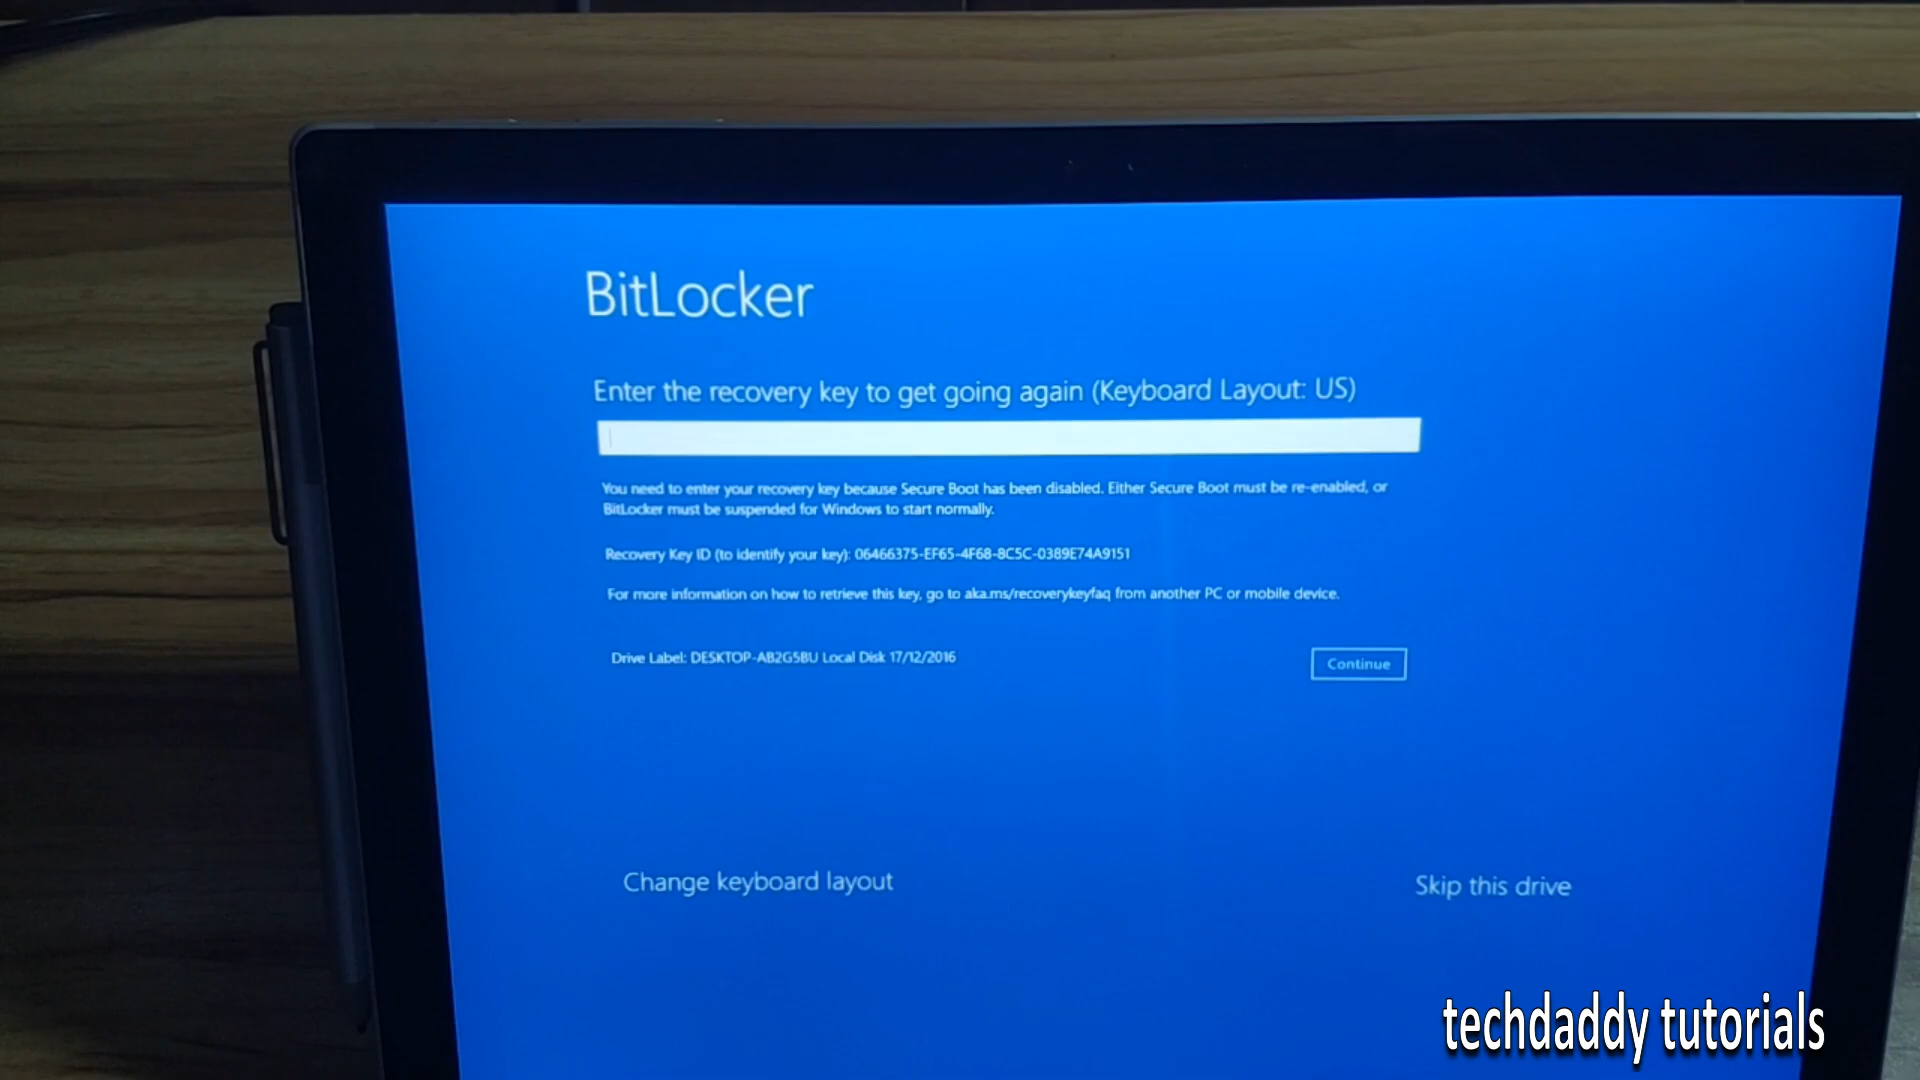 BitLocker
Enter the recovery key to get going again (Keyboard Layout: US)
You need to enter your recovery key because Secure Boot has been disabled. Either Secure Boot must be re-enabled, or
BitLocker must be suspended for Windows to start normally.
Recovery Key ID (to identify your key): 06466375-EF65-4F68-8C5C-0389E74A9151
For more information on how to retrieve this key, go to aka.ms/recoverykeyfaq from another PC or mobile device.
Drive Label: DESKTOP-AB2G5BU Local Disk 17/12/2016
Continue
Change keyboard layout
Skip this drive
techdaddy tutorials